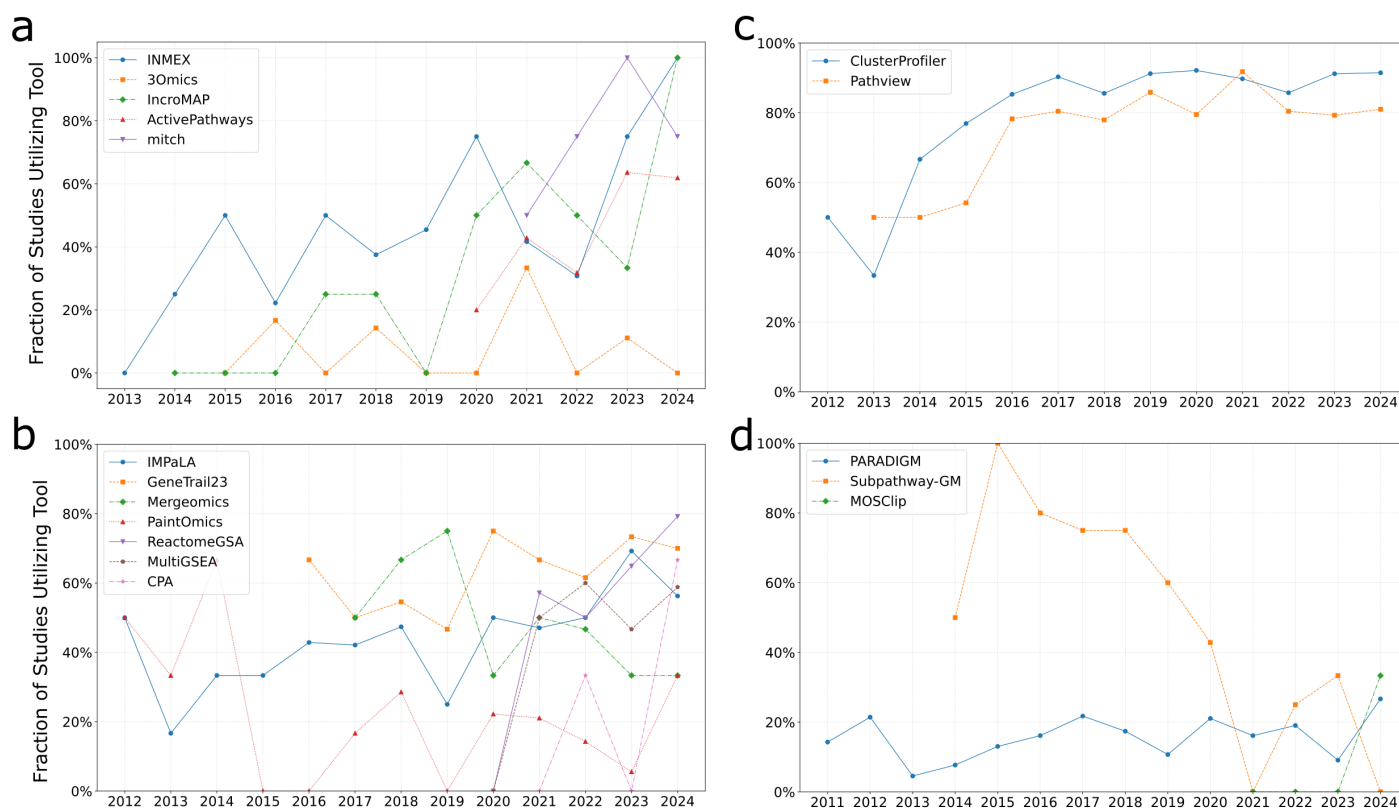 a
Fraction of Studies Utilizing Tool
100%
80%
60%
40%
20%
0%
INMEX
3Omics
IncroMAP
ActivePathways
mitch
2013 2014 2015 2016 2017 2018 2019 2020 2021 2022 2023 2024
b
Fraction of Studies Utilizing Tool
100%
80%
60%
40%
20%
0%
IMPaLA
GeneTrail23
Mergeomics
PaintOmics
ReactomeGSA
MultiGSEA
CPA
2012 2013 2014 2015 2016 2017 2018 2019 2020 2021 2022 2023 2024
c
100%
80%
60%
40%
20%
0%
ClusterProfiler
Pathview
2012 2013 2014 2015 2016 2017 2018 2019 2020 2021 2022 2023 2024
d
100%
80%
60%
40%
20%
0%
PARADIGM
Subpathway-GM
MOSClip
2011 2012 2013 2014 2015 2016 2017 2018 2019 2020 2021 2022 2023 2024